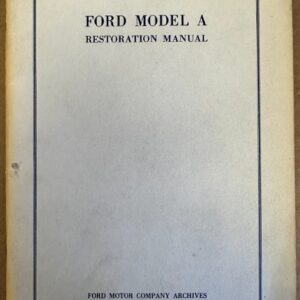 FORD MODEL A
RESTORATION MANUAL
FORD MOTOR COMPANY ARCHIVES